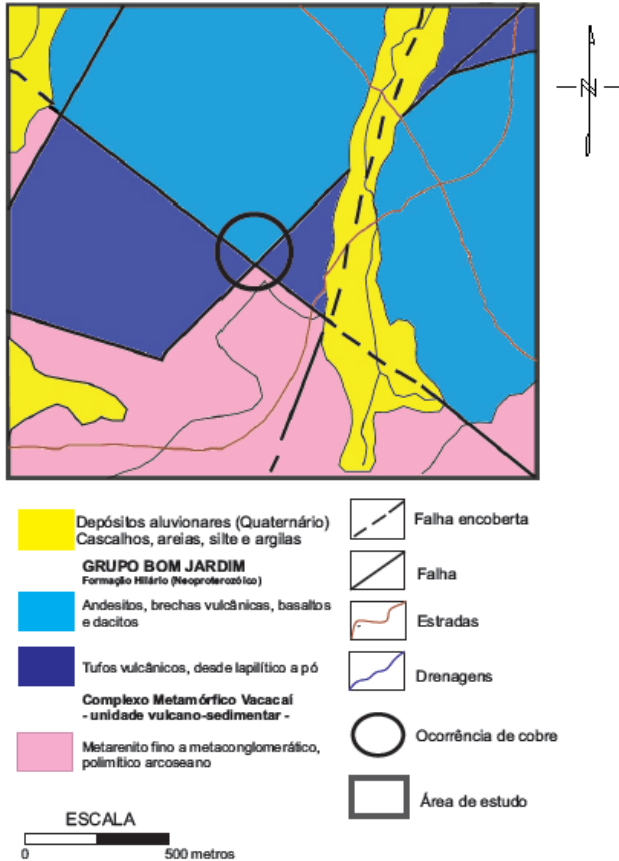 N
Depósitos aluvionares (Quaternário)
Cascalhos, areias, silte e argilas
GRUPO BOM JARDIM
Formação Hilário (Neoproterozóico)
Andesitos, brechas vulcânicas, basaltos
e dacitos
Tufos vulcânicos, desde lapilítico a pó
Complexo Metamórfico Vacacaí
- unidade vulcano-sedimentar -
Metarenito fino a metaconglomerático,
polimítico arcoseano
ESCALA
0 500 metros
Falha encoberta
Falha
Estradas
Drenagens
Ocorrência de cobre
Área de estudo